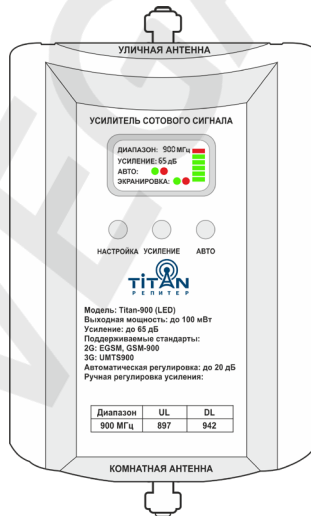 УЛИЧНАЯ АНТЕННА
УСИЛИТЕЛЬ СОТОВОГО СИГНАЛА
ДИАПАЗОН: 900 МГц
УСИЛЕНИЕ: 65 дБ
АВТО:
ЭКРАНИРОВКА:
НАСТРОЙКА УСИЛЕНИЕ АВТО
TITAN
РЕПИТЕР
Модель: Titan-900 (LED)
Выходная мощность: до 100 мВт
Усиление: до 65 дБ
Поддерживаемые стандарты:
2G: EGSM, GSM-900
3G: UMTS900
Автоматическая регулировка: до 20 дБ
Ручная регулировка усиления:
Диапазон UL DL
900 МГц 897 942
КОМНАТНАЯ АНТЕННА